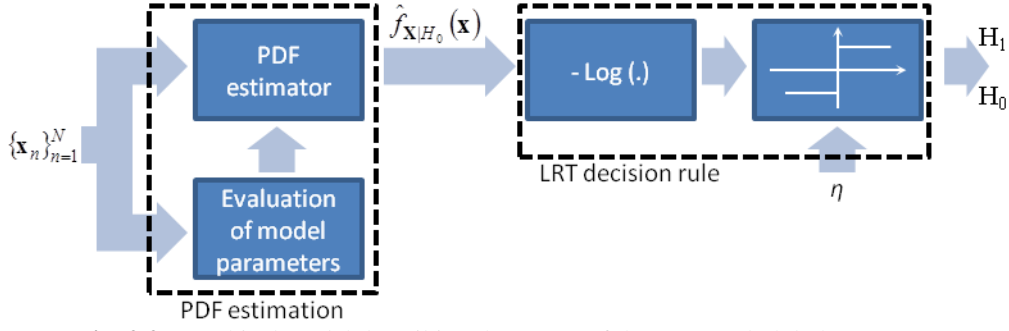 {x_n}_{n=1}^N
PDF
estimator
Evaluation
of model
parameters
PDF estimation
f̂_{X|H_0}(x)
- Log (.)
LRT decision rule
η
H_1
H_0